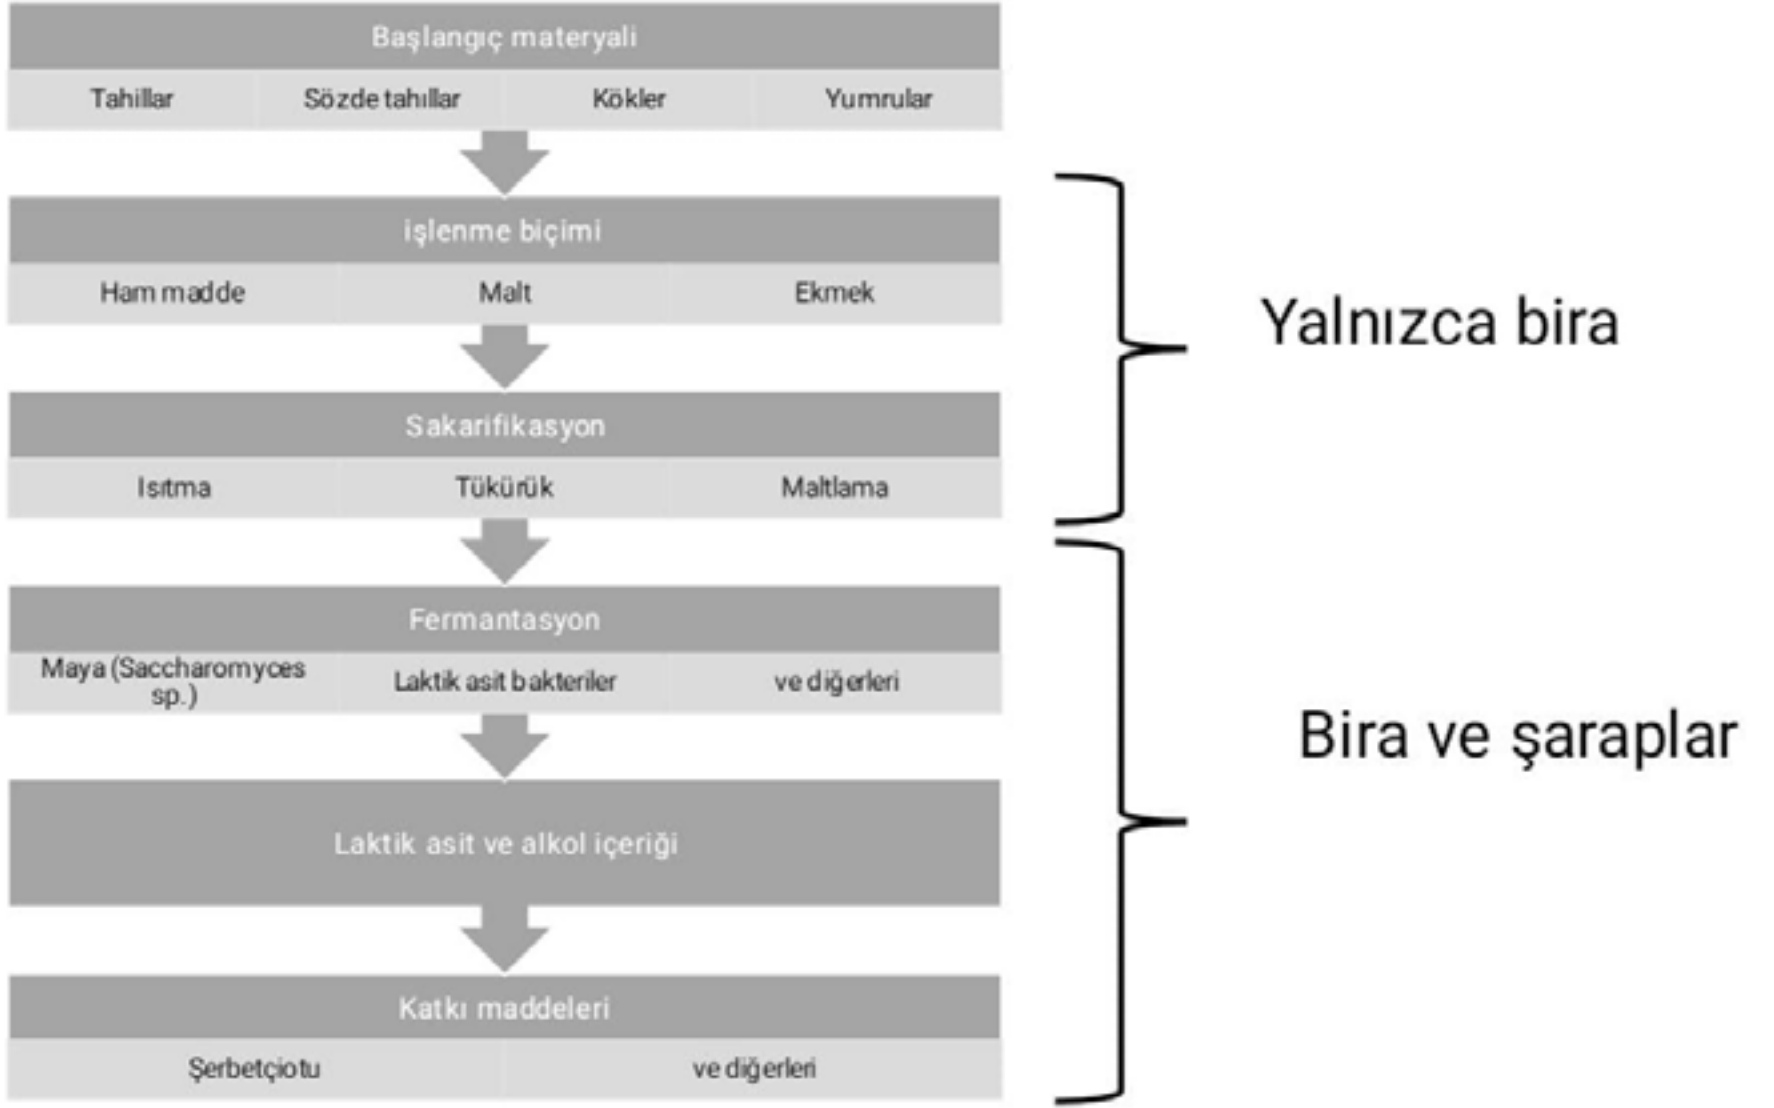 Başlangıç materyali
Tahıllar Sözde tahıllar Kökler Yumrular
işlenme biçimi
Ham madde Malt Ekmek
Yalnızca bira
Sakarifikasyon
Isıtma Tükürük Maltlama
Fermantasyon
Maya (Saccharomyces
sp.) Laktik asit bakteriler ve diğerleri
Bira ve şaraplar
Laktik asit ve alkol içeriği
Katkı maddeleri
Şerbetçiotu ve diğerleri